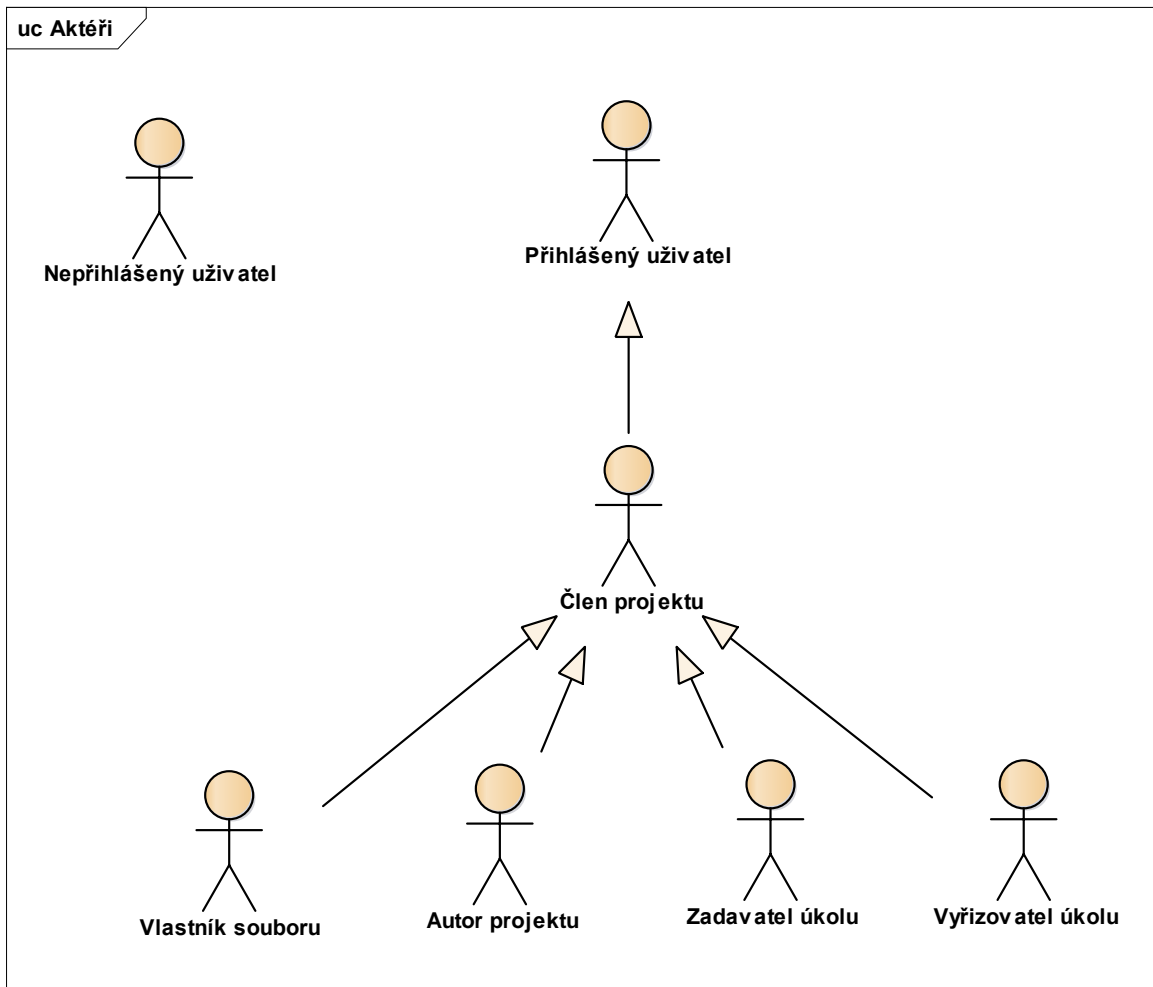 uc Aktéři
Přihlášený uživatel
Nepřihlášený uživatel
Člen projektu
Vlastník souboru
Autor projektu
Zadavatel úkolu
Vyřizovatel úkolu